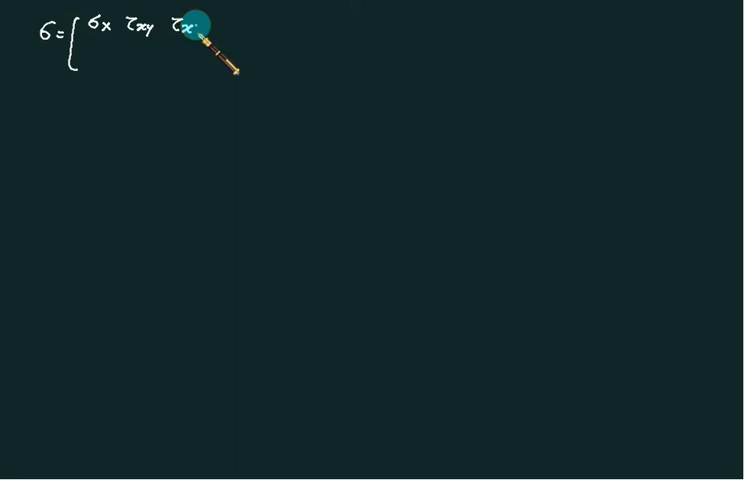 σ = [ σx τxy τx